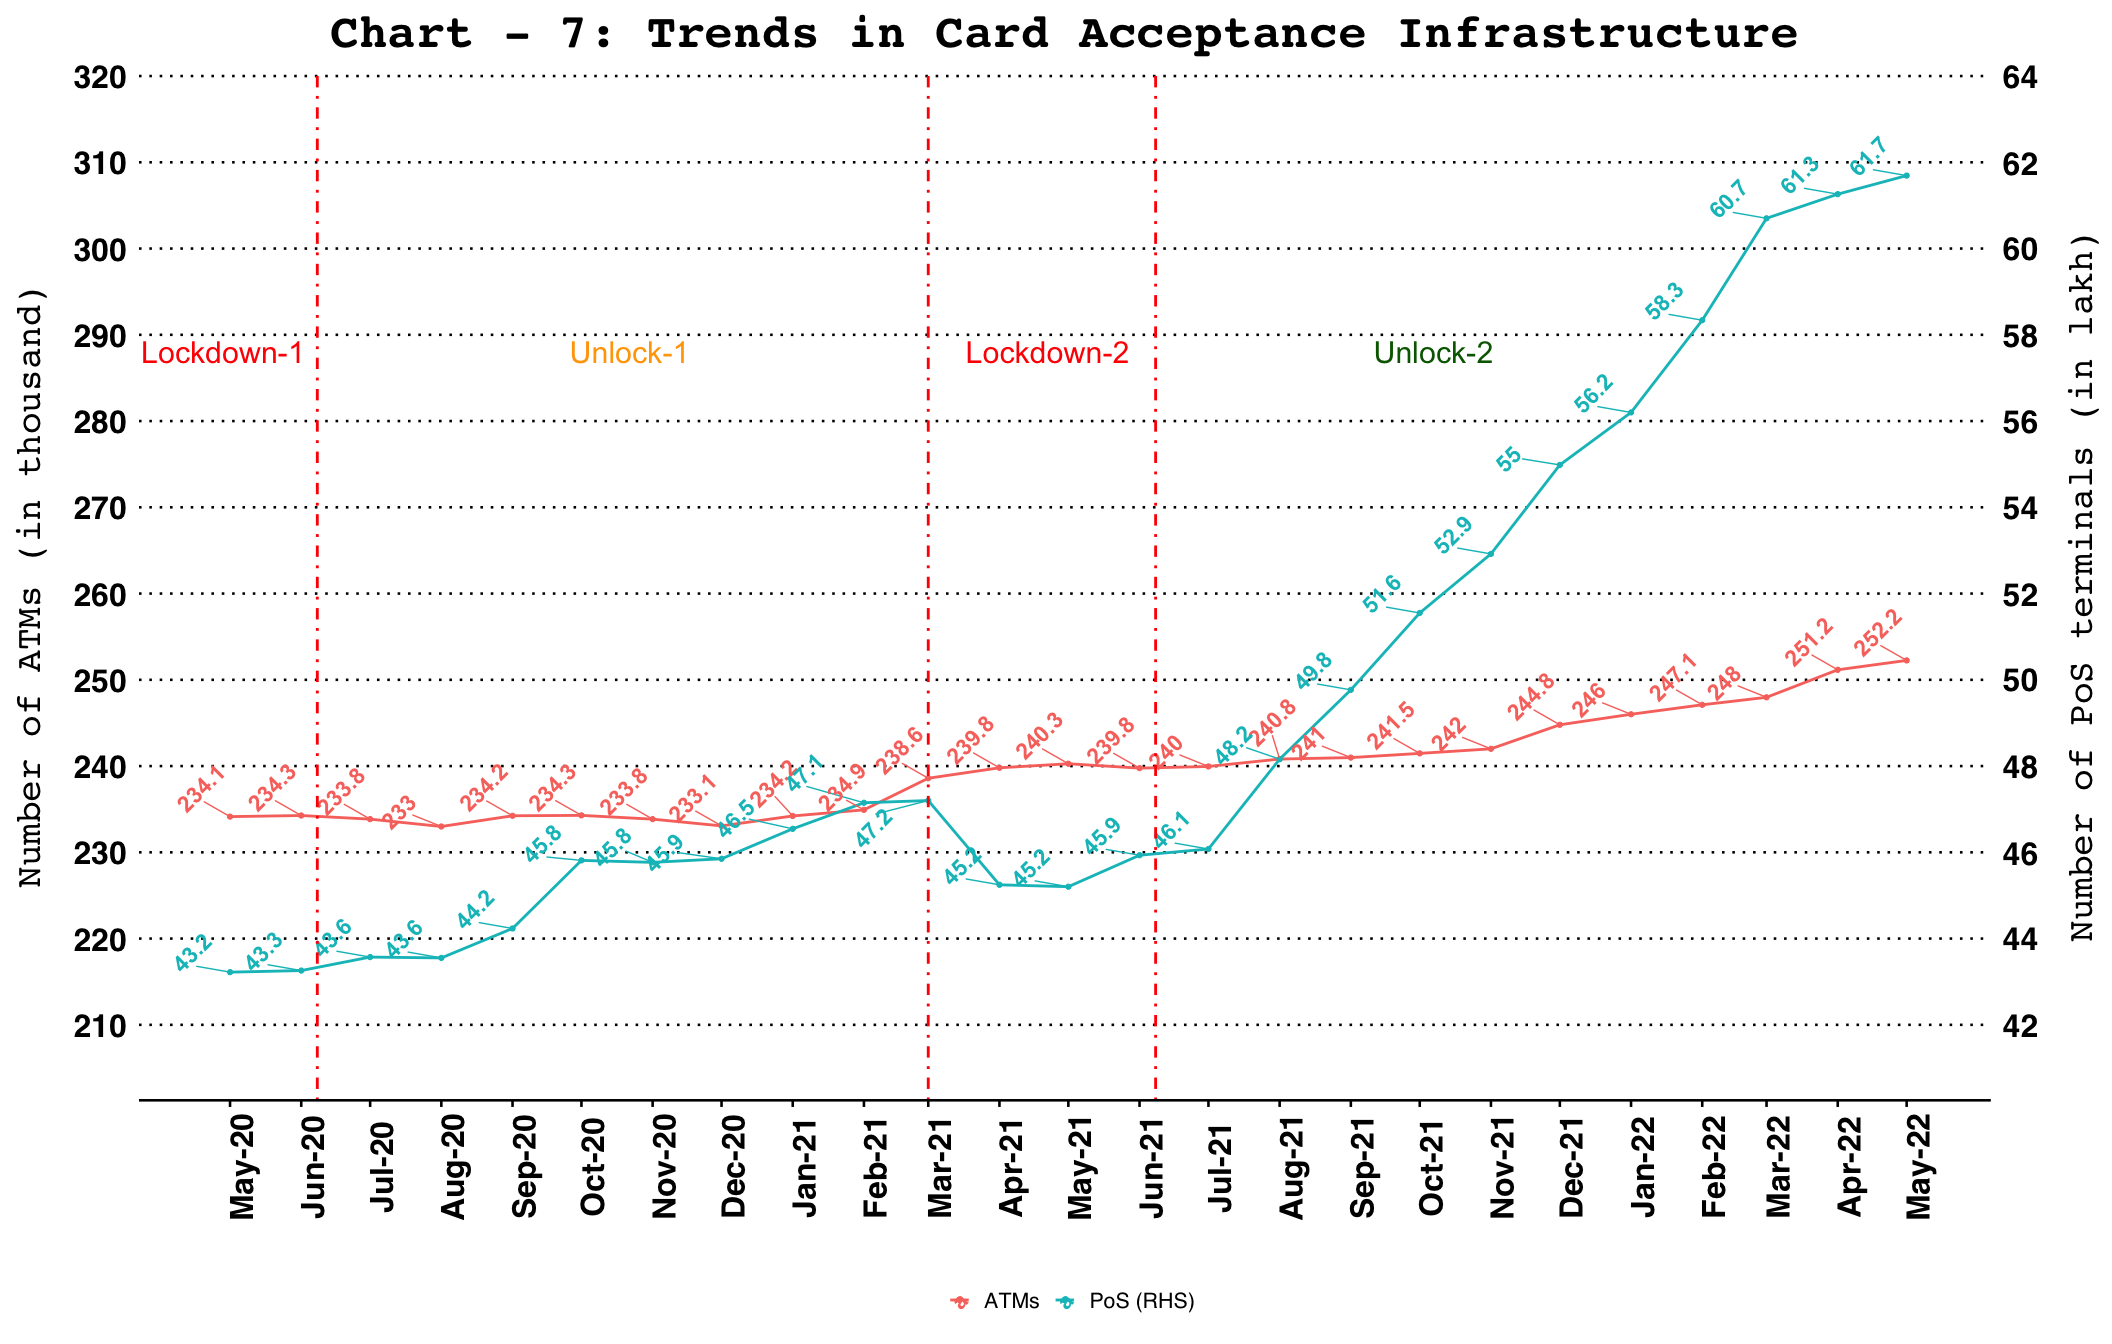 Chart – 7: Trends in Card Acceptance Infrastructure
Number of ATMs (in thousand)
320
310
300
290
280
270
260
250
240
230
220
210
Lockdown-1
Unlock-1
Lockdown-2
Unlock-2
234.1
234.3
233.8
233
234.2
234.3
233.8
233.1
234.2
234.9
238.6
239.8
240.3
239.8
240
240.8
241
241.5
242
244.8
246
247.1
248
251.2
252.2
43.2
43.3
43.6
43.6
44.2
45.8
45.8
45.9
46.5
47.1
47.2
45.2
45.2
45.9
46.1
48.2
49.8
51.6
52.9
55
56.2
58.3
60.7
61.3
61.7
64
62
60
58
56
54
52
50
48
46
44
42
Number of PoS terminals (in lakh)
May-20
Jun-20
Jul-20
Aug-20
Sep-20
Oct-20
Nov-20
Dec-20
Jan-21
Feb-21
Mar-21
Apr-21
May-21
Jun-21
Jul-21
Aug-21
Sep-21
Oct-21
Nov-21
Dec-21
Jan-22
Feb-22
Mar-22
Apr-22
May-22
ATMs
PoS (RHS)